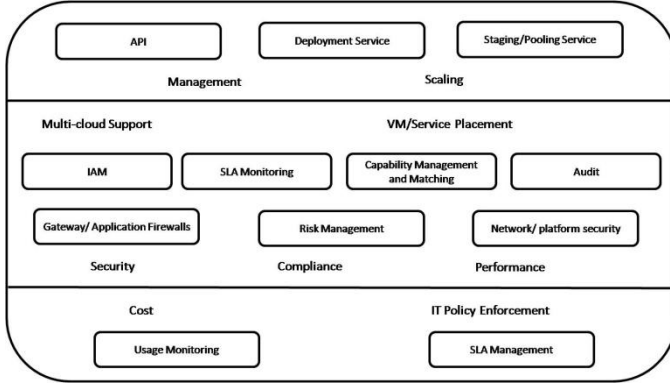 API
Deployment Service
Staging/Pooling Service
Management
Scaling
Multi-cloud Support
VM/Service Placement
IAM
SLA Monitoring
Capability Management
and Matching
Audit
Gateway/ Application Firewalls
Risk Management
Network/ platform security
Security
Compliance
Performance
Cost
IT Policy Enforcement
Usage Monitoring
SLA Management